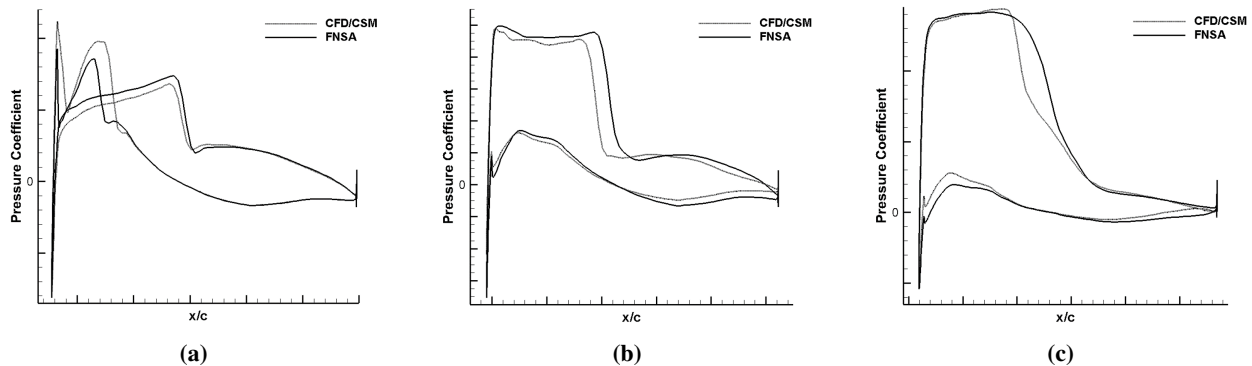 CFD/CSM
FNSA
Pressure Coefficient
0
x/c
(a)
CFD/CSM
FNSA
Pressure Coefficient
0
x/c
(b)
CFD/CSM
FNSA
Pressure Coefficient
0
x/c
(c)